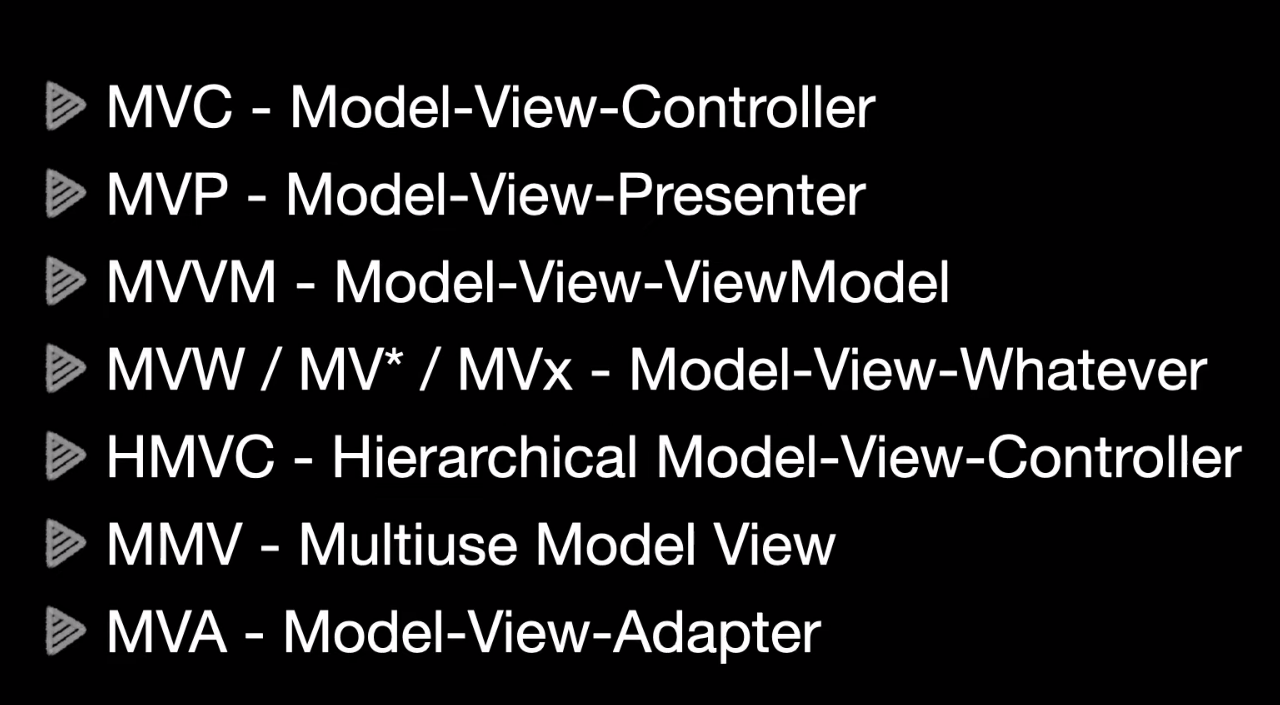 MVC - Model-View-Controller
MVP - Model-View-Presenter
MVVM - Model-View-ViewModel
MVW / MV* / MVx - Model-View-Whatever
HMVC - Hierarchical Model-View-Controller
MMV - Multiuse Model View
MVA - Model-View-Adapter